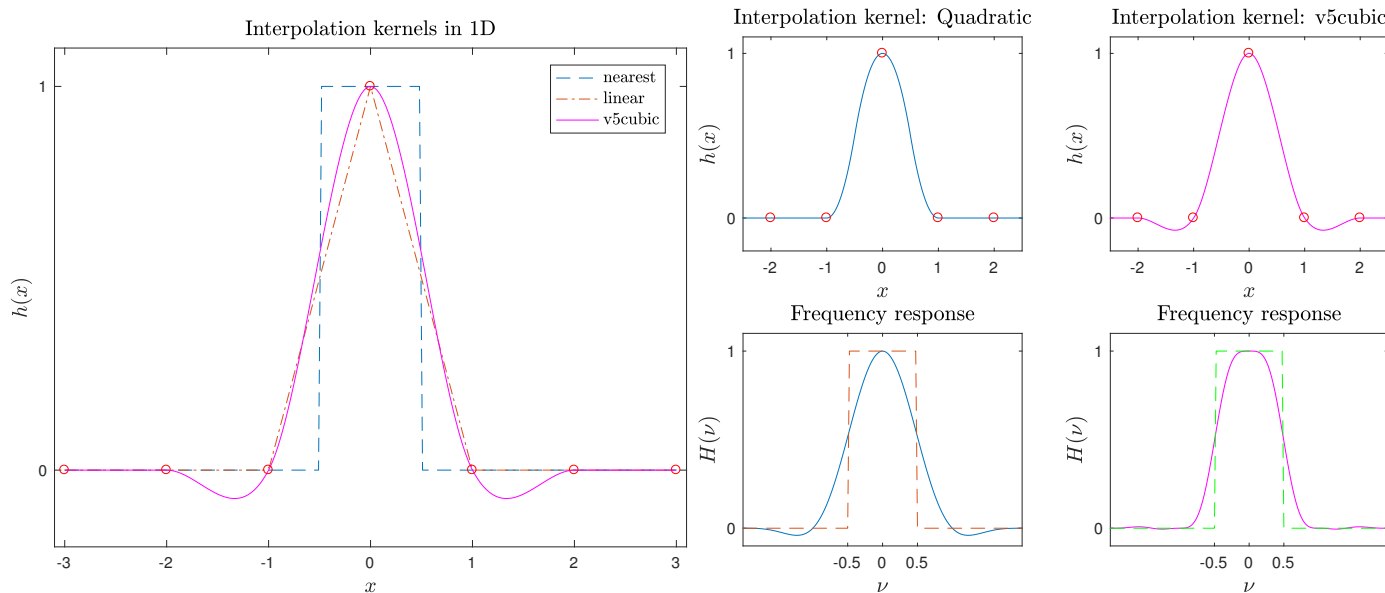 Interpolation kernels in 1D
nearest
linear
v5cubic
h(x)
1
0
-3 -2 -1 0 1 2 3
x
Interpolation kernel: Quadratic
h(x)
1
0
-2 -1 0 1 2
x
Interpolation kernel: v5cubic
h(x)
1
0
-2 -1 0 1 2
x
Frequency response
H(ν)
1
0
-0.5 0 0.5
ν
Frequency response
H(ν)
1
0
-0.5 0 0.5
ν